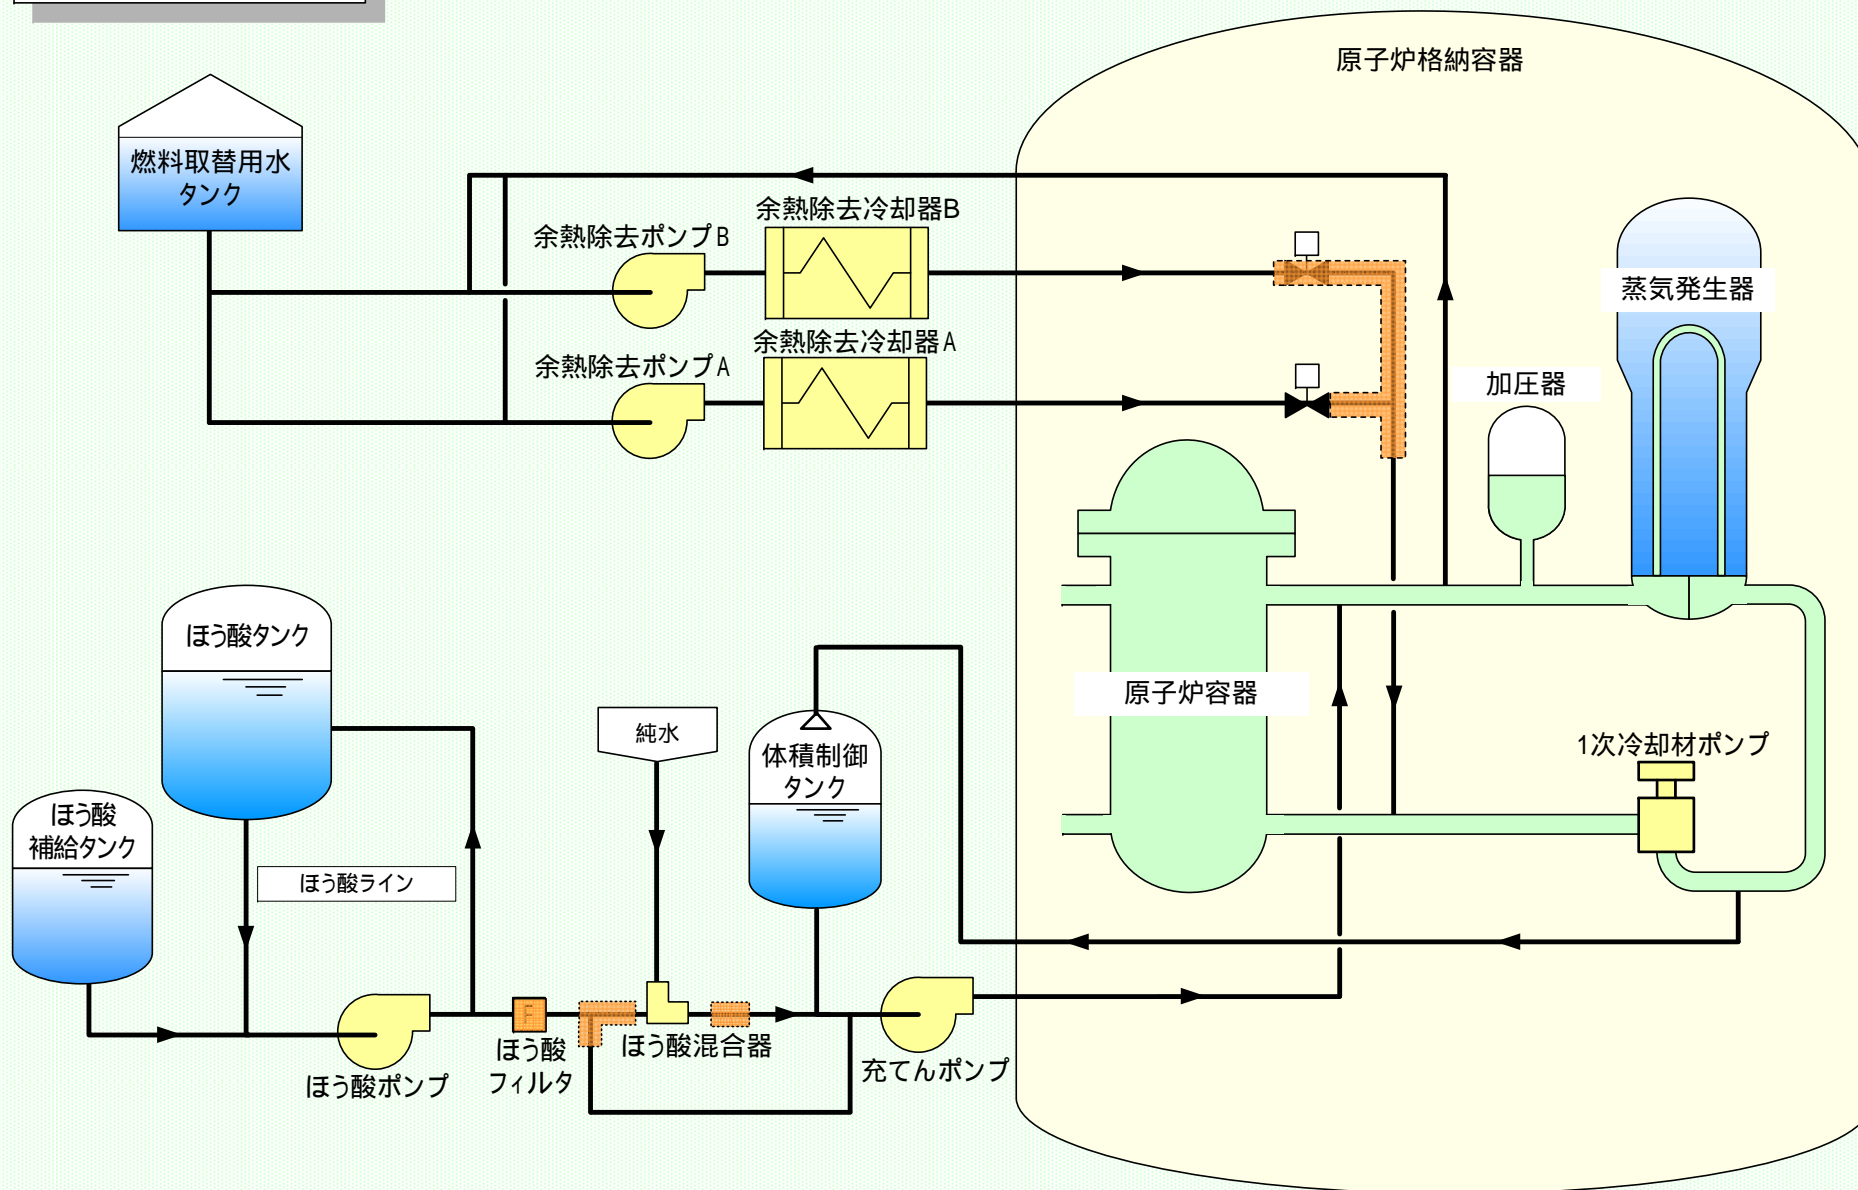 原子炉格納容器
燃料取替用水
タンク
余熱除去冷却器B
余熱除去ポンプB
蒸気発生器
余熱除去冷却器A
余熱除去ポンプA
加圧器
ほう酸タンク
原子炉容器
純水
体積制御
タンク
1次冷却材ポンプ
ほう酸
補給タンク
ほう酸ライン
F
ほう酸混合器
ほう酸
フィルタ
充てんポンプ
ほう酸ポンプ